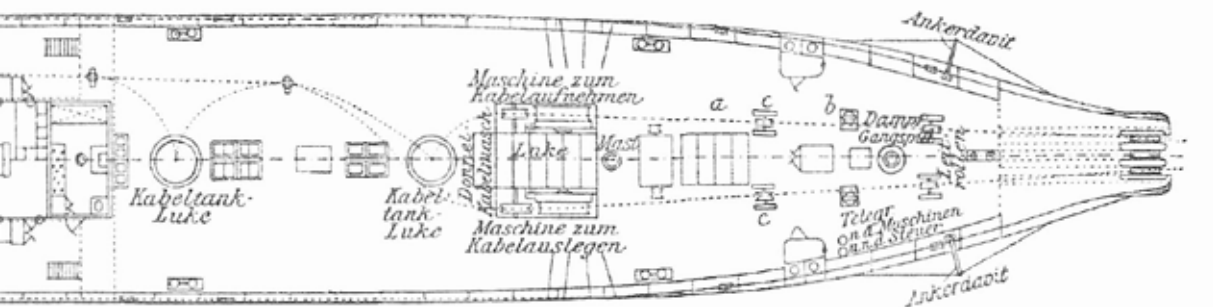 Ankerdavit
Maschine zum
Kabelaufnehmen
a
c
b
Dampf
Gangspill
Mast
Luke
Kabeltank-
Luke
Kabel-
tank-
Luke
Maschine zum
Kabelauslegen
c.
Telegr
Maschinen
und Steuer.
Ankerdavit